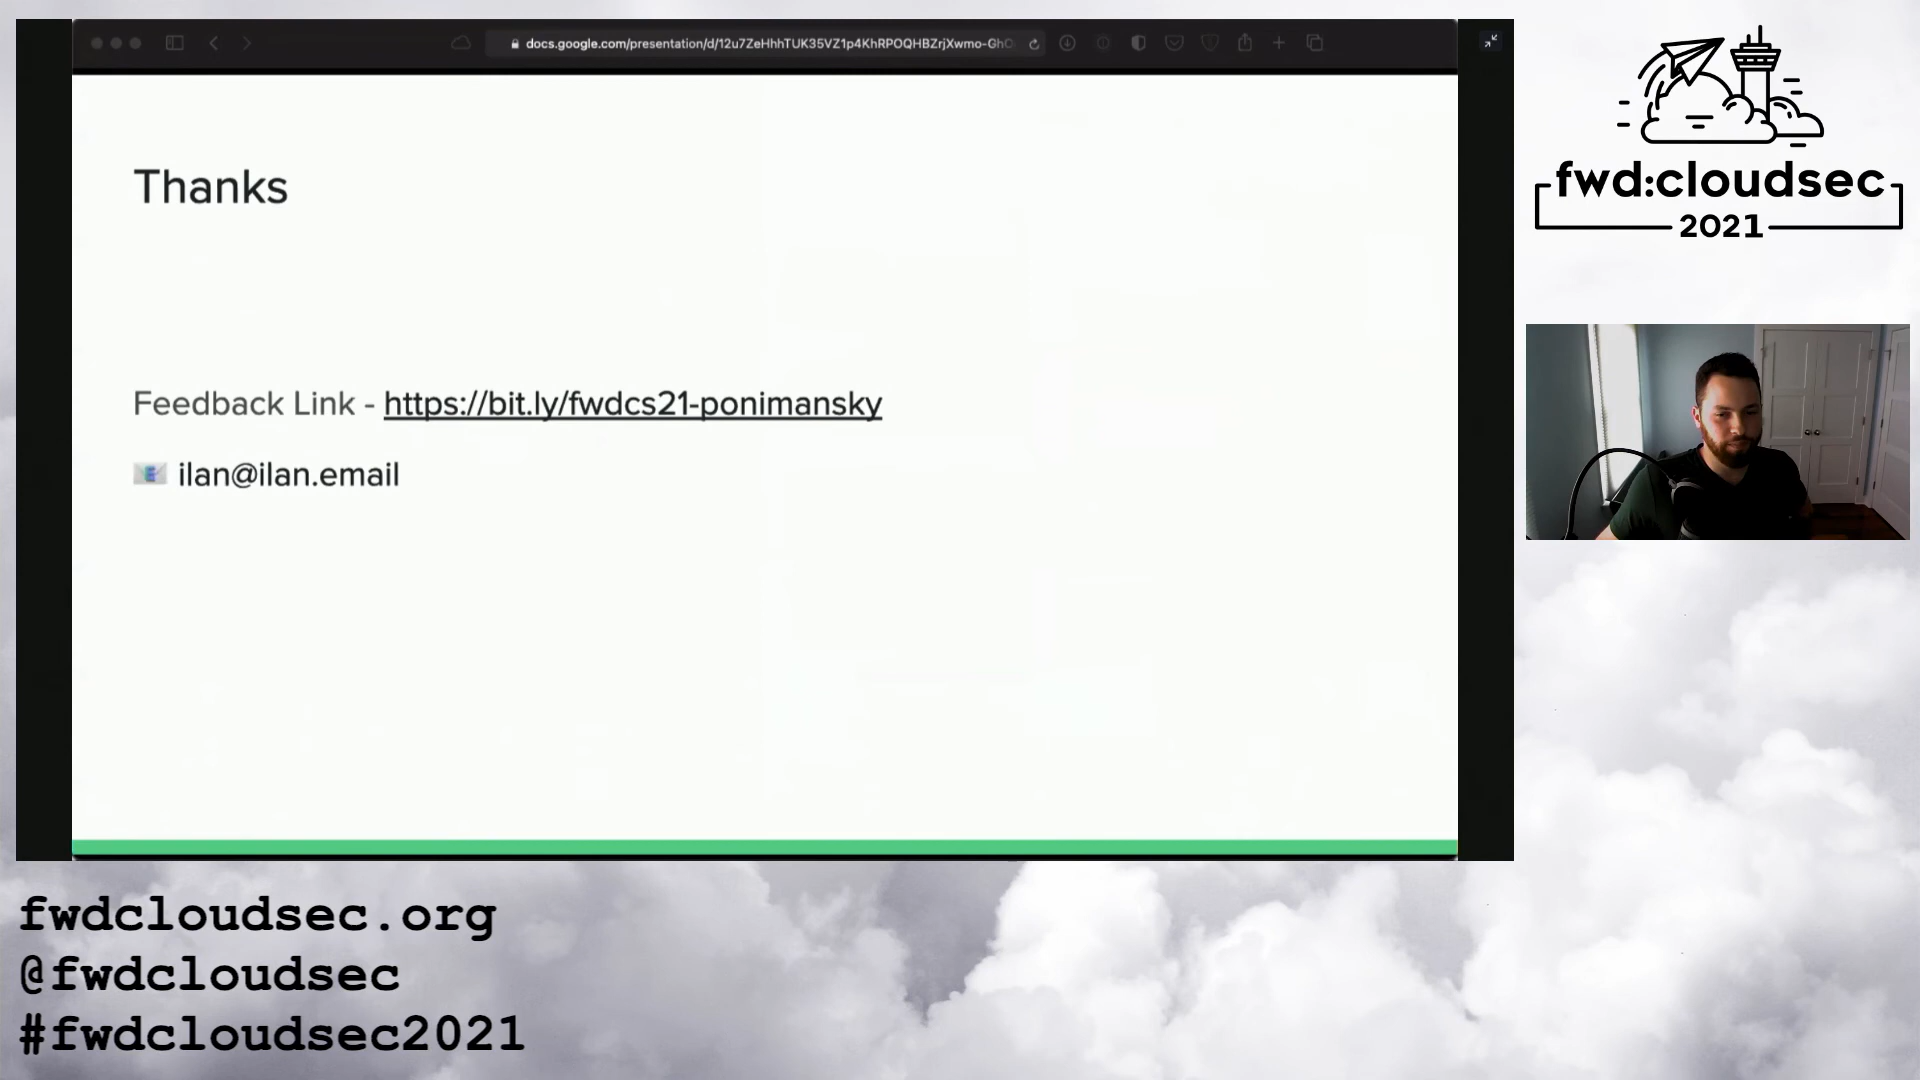 docs.google.com/presentation/d/12u7ZeHhhTUK35VZ1p4KhRPOQHBZrjXwmo-GhO
Thanks
Feedback Link - https://bit.ly/fwdcs21-ponimansky
ilan@ilan.email
fwd:cloudsec
2021
fwdcloudsec.org
@fwdcloudsec
#fwdcloudsec2021